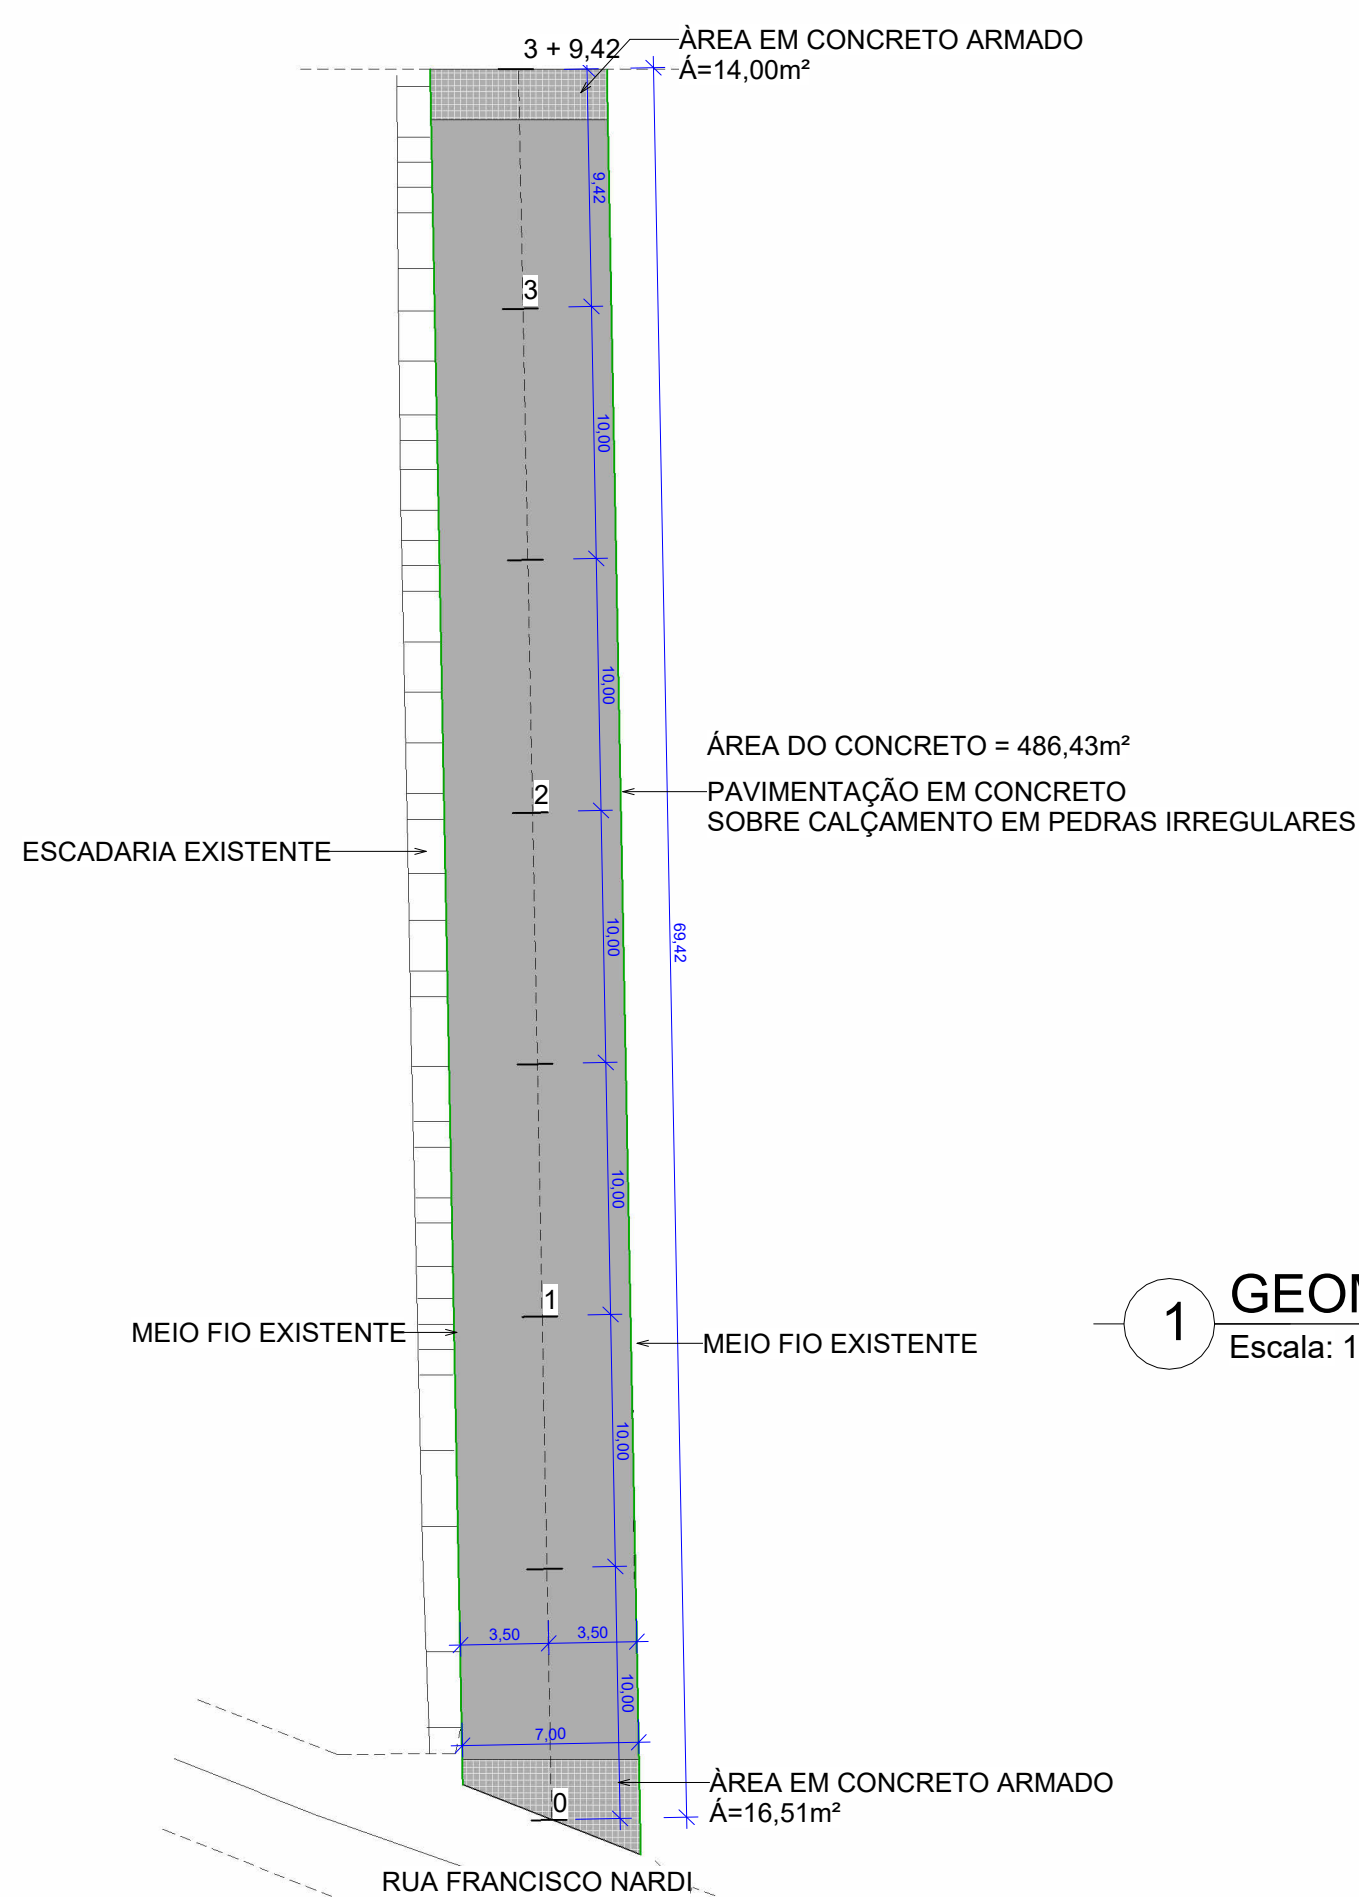 3 + 9,42
ÀREA EM CONCRETO ARMADO
Á=14,00m²
9,42
3
10,00
10,00
ÁREA DO CONCRETO = 486,43m²
PAVIMENTAÇÃO EM CONCRETO
SOBRE CALÇAMENTO EM PEDRAS IRREGULARES
2
ESCADARIA EXISTENTE
10,00
69,42
10,00
1
GEOM
Escala: 1
1
MEIO FIO EXISTENTE
MEIO FIO EXISTENTE
10,00
3,50
3,50
10,00
7,00
ÀREA EM CONCRETO ARMADO
Á=16,51m²
0
RUA FRANCISCO NARDI